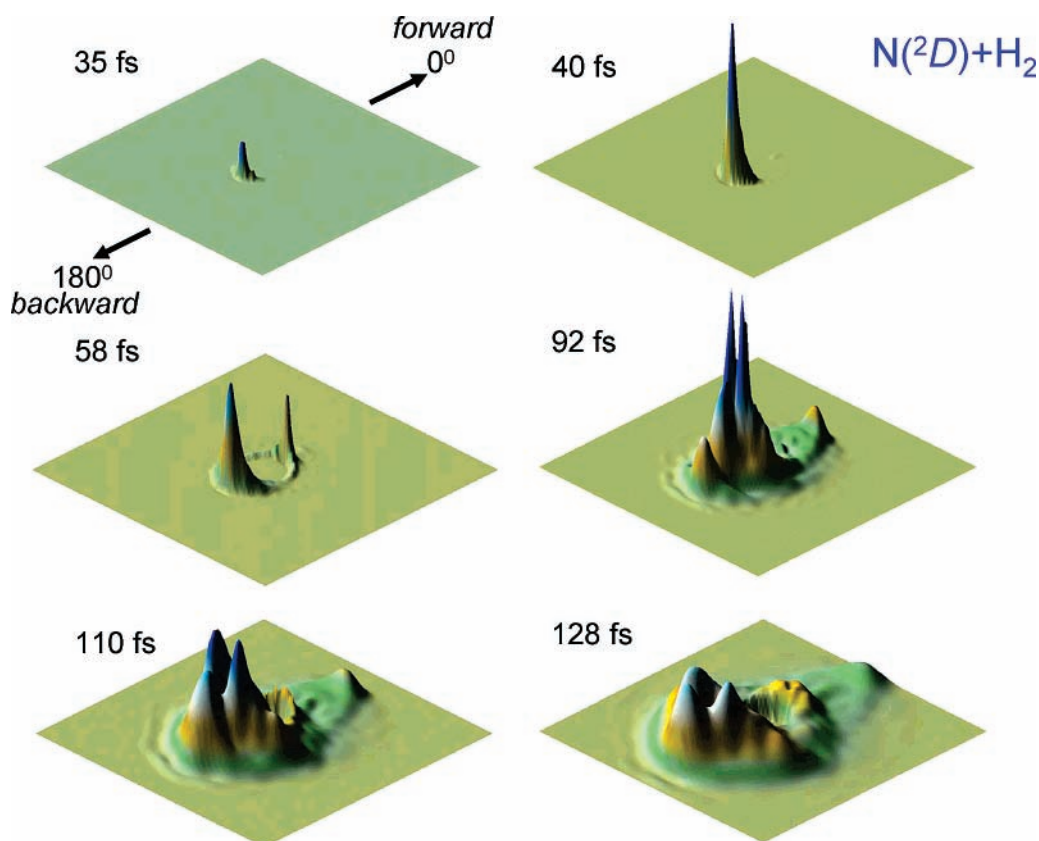 35 fs
forward
0⁰
180⁰
backward
40 fs
N(²D)+H₂
58 fs
92 fs
110 fs
128 fs